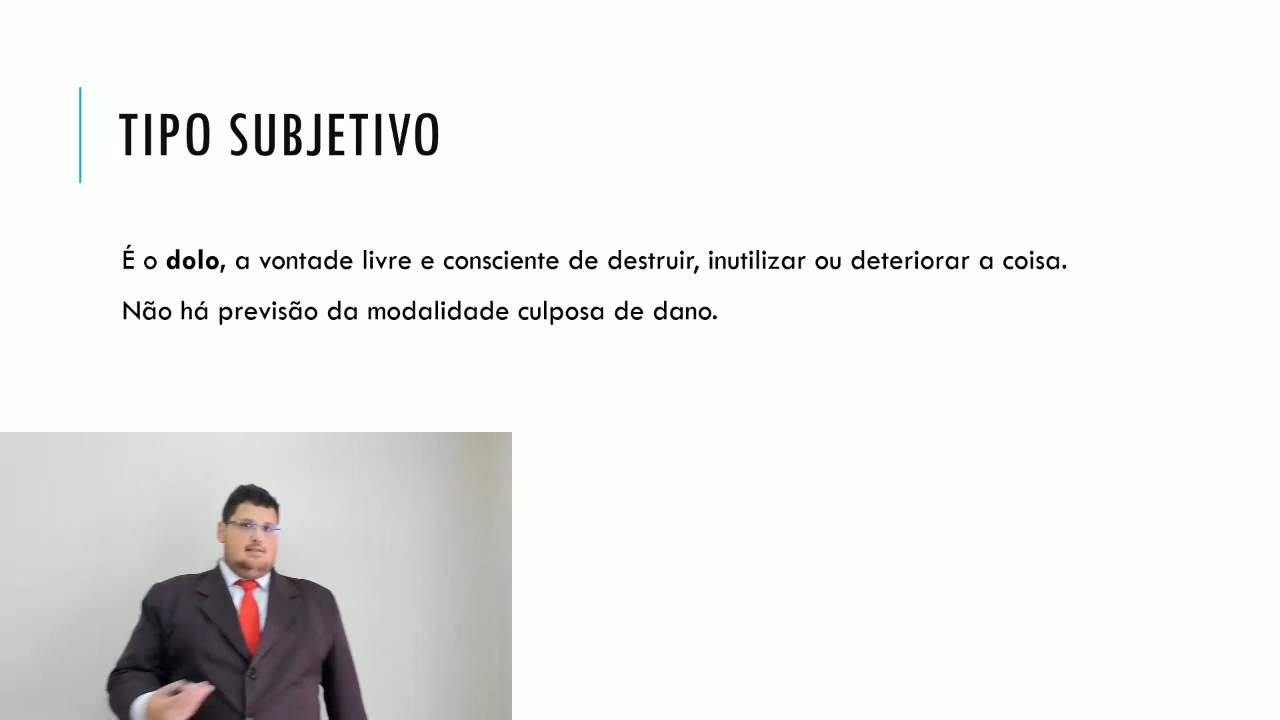 TIPO SUBJETIVO
É o dolo, a vontade livre e consciente de destruir, inutilizar ou deteriorar a coisa.
Não há previsão da modalidade culposa de dano.